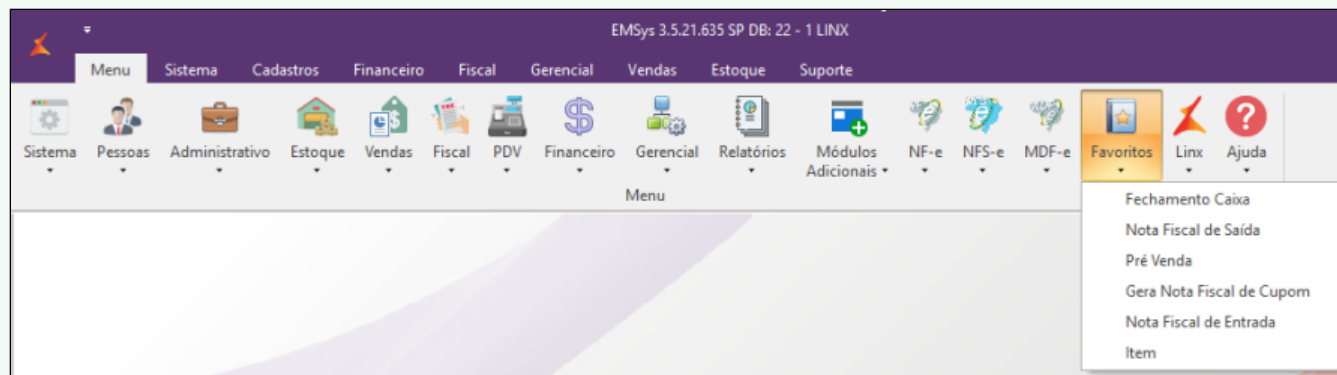 EMSys 3.5.21.635 SP DB: 22 - 1 LINX
Menu Sistema Cadastros Financeiro Fiscal Gerencial Vendas Estoque Suporte
Sistema Pessoas Administrativo Estoque Vendas Fiscal PDV Financeiro Gerencial Relatórios Módulos Adicionais NF-e NFS-e MDF-e Favoritos Linx Ajuda
Menu
Fechamento Caixa
Nota Fiscal de Saída
Pré Venda
Gera Nota Fiscal de Cupom
Nota Fiscal de Entrada
Item